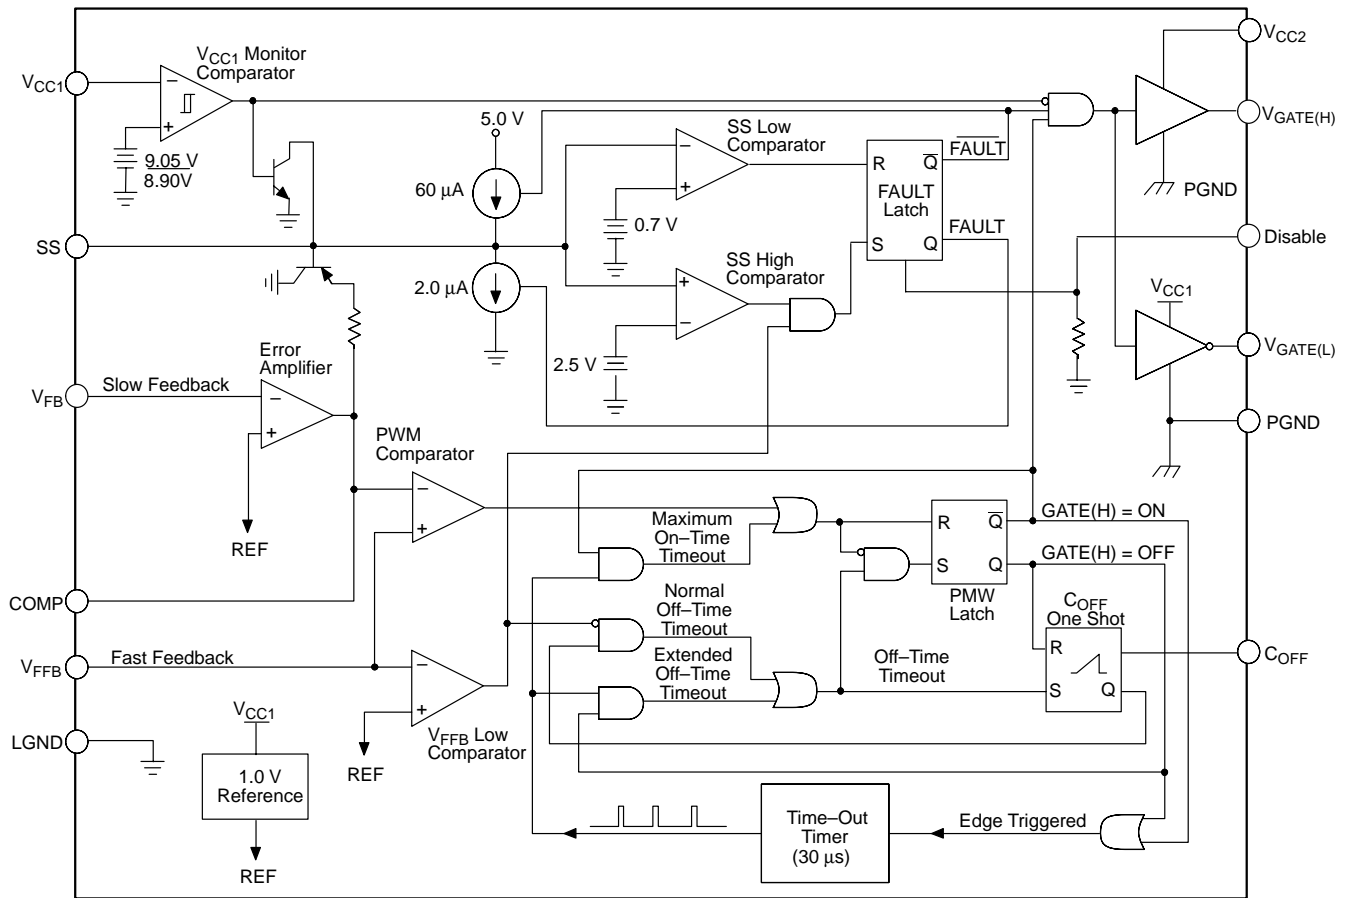 VCC1
VCC1 Monitor
Comparator
−
+
9.05 V
8.90V
5.0 V
60 μA
SS Low
Comparator
−
+
0.7 V
R
Q
FAULT
FAULT
Latch
S
Q
FAULT
VCC2
VGATE(H)
PGND
SS
2.0 μA
SS High
Comparator
+
−
2.5 V
Disable
VCC1
VGATE(L)
PGND
Error
Amplifier
VFB
Slow Feedback
−
+
REF
PWM
Comparator
−
+
Maximum
On–Time
Timeout
R
Q
GATE(H) = ON
S
Q
GATE(H) = OFF
PMW
Latch
COMP
Normal
Off–Time
Timeout
COFF
One Shot
R
S
Q
COFF
VFFB
Fast Feedback
−
+
REF
VFFB Low
Comparator
Extended
Off–Time
Timeout
Off–Time
Timeout
LGND
VCC1
1.0 V
Reference
REF
Time–Out
Timer
(30 μs)
Edge Triggered